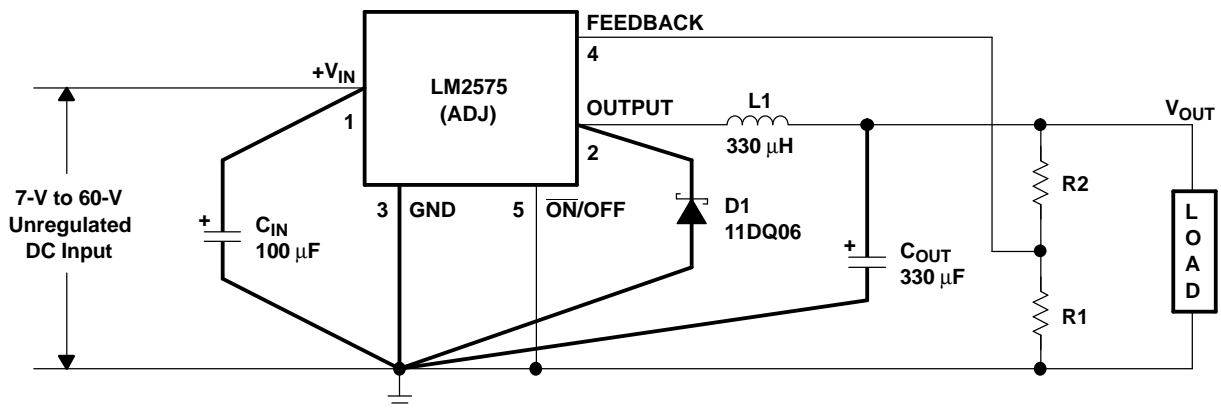 FEEDBACK
4
+V_IN
1
LM2575
(ADJ)
OUTPUT
2
L1
330 μH
V_OUT
7-V to 60-V
Unregulated
DC Input
+
C_IN
100 μF
3 GND
5 O̅N̅/OFF
D1
11DQ06
+
C_OUT
330 μF
R2
R1
LOAD